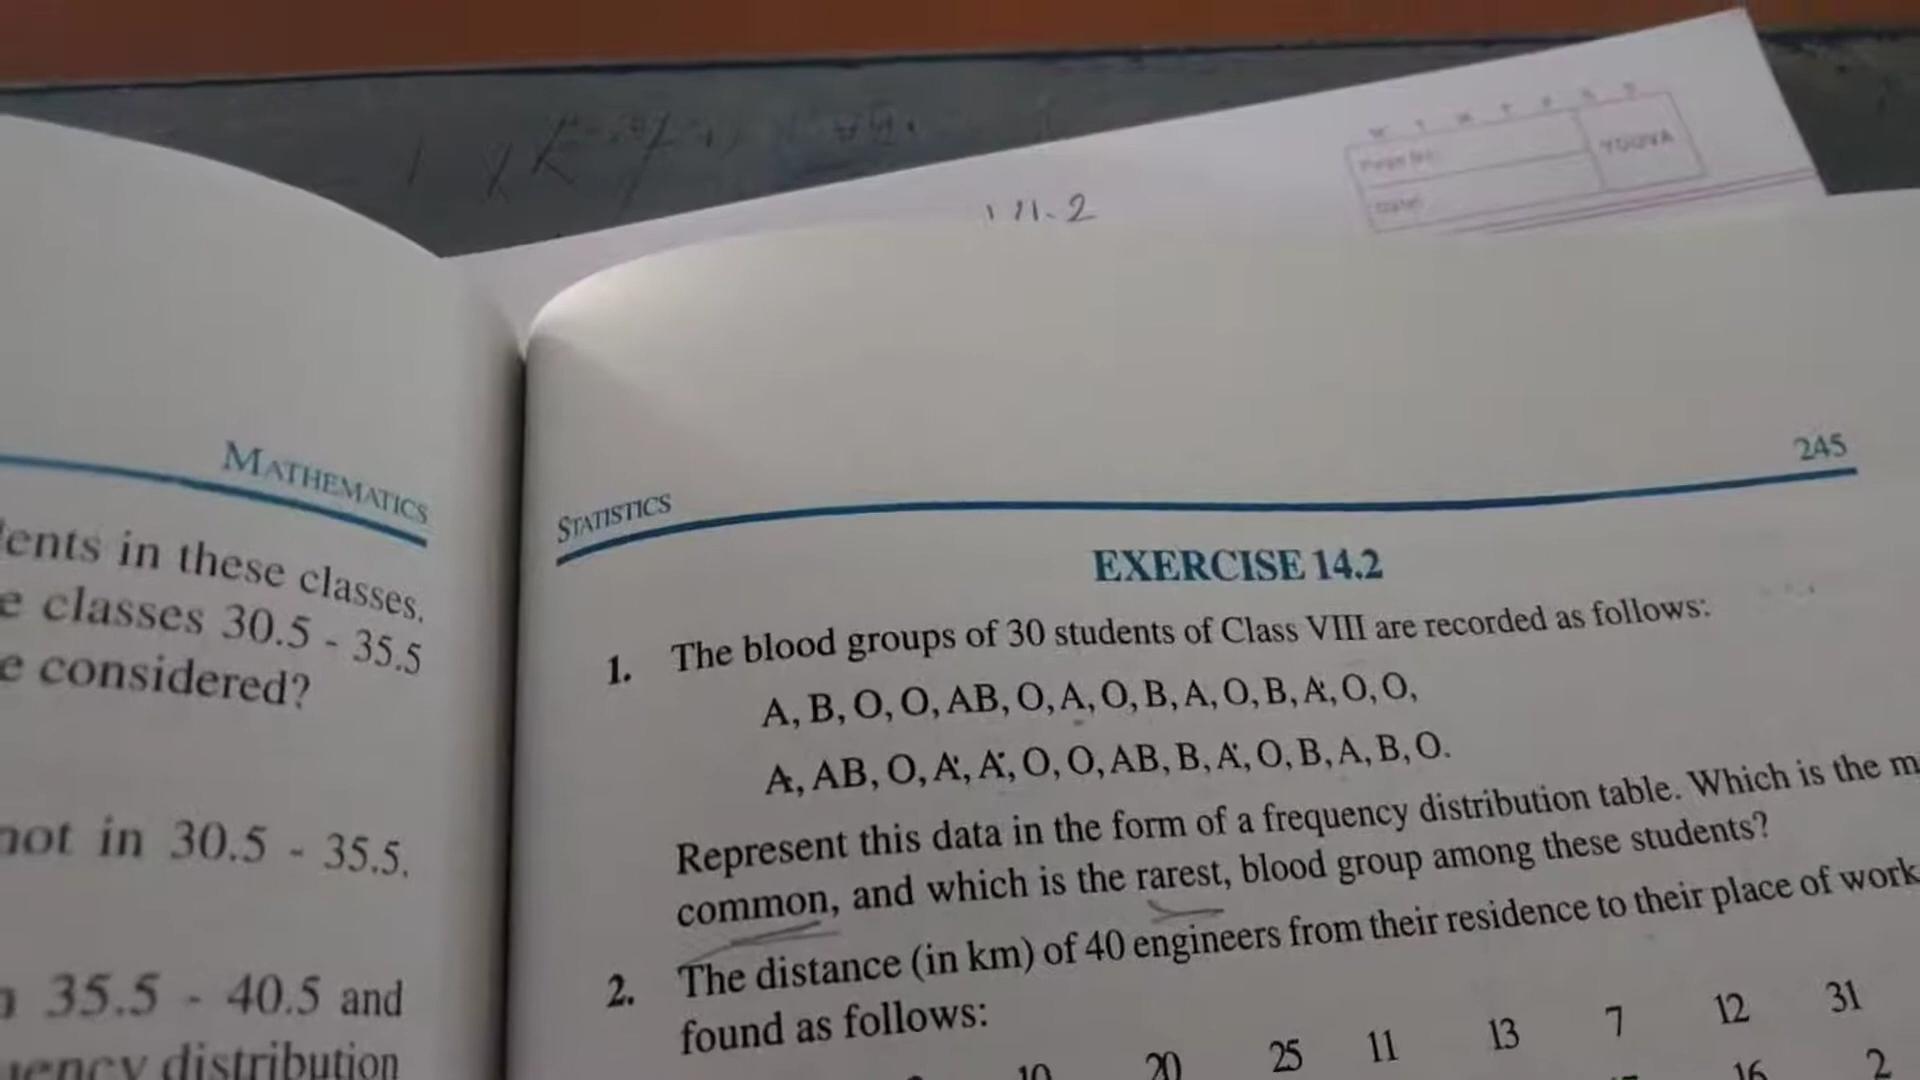 YOUVA
MATHEMATICS
ents in these classes.
e classes 30.5 - 35.5
e considered?
not in 30.5 - 35.5.
35.5 - 40.5 and
distribution
STATISTICS
245
EXERCISE 14.2
1. The blood groups of 30 students of Class VIII are recorded as follows:
A, B, O, O, AB, O, A, O, B, A, O, B, A, O, O,
A, AB, O, A, A, O, O, AB, B, A, O, B, A, B, O.
Represent this data in the form of a frequency distribution table. Which is the m
common, and which is the rarest, blood group among these students?
2. The distance (in km) of 40 engineers from their residence to their place of work
found as follows:
10 20 25 11 13 7 12 31
16 2